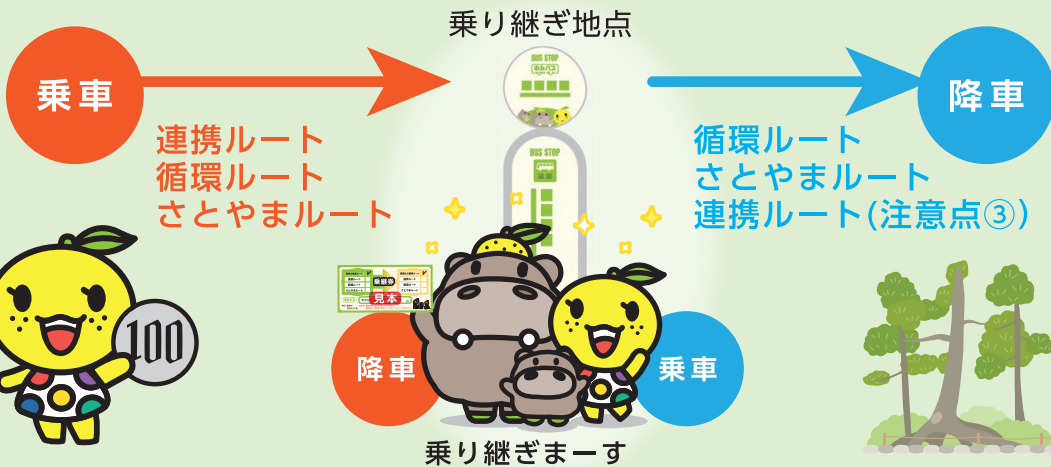 乗り継ぎ地点
乗車
降車
連携ルート
循環ルート
さとやまルート
循環ルート
さとやまルート
連携ルート(注意点③)
BUS STOP
BUS STOP
100
乗継券
見本
降車
乗車
乗り継ぎまーす